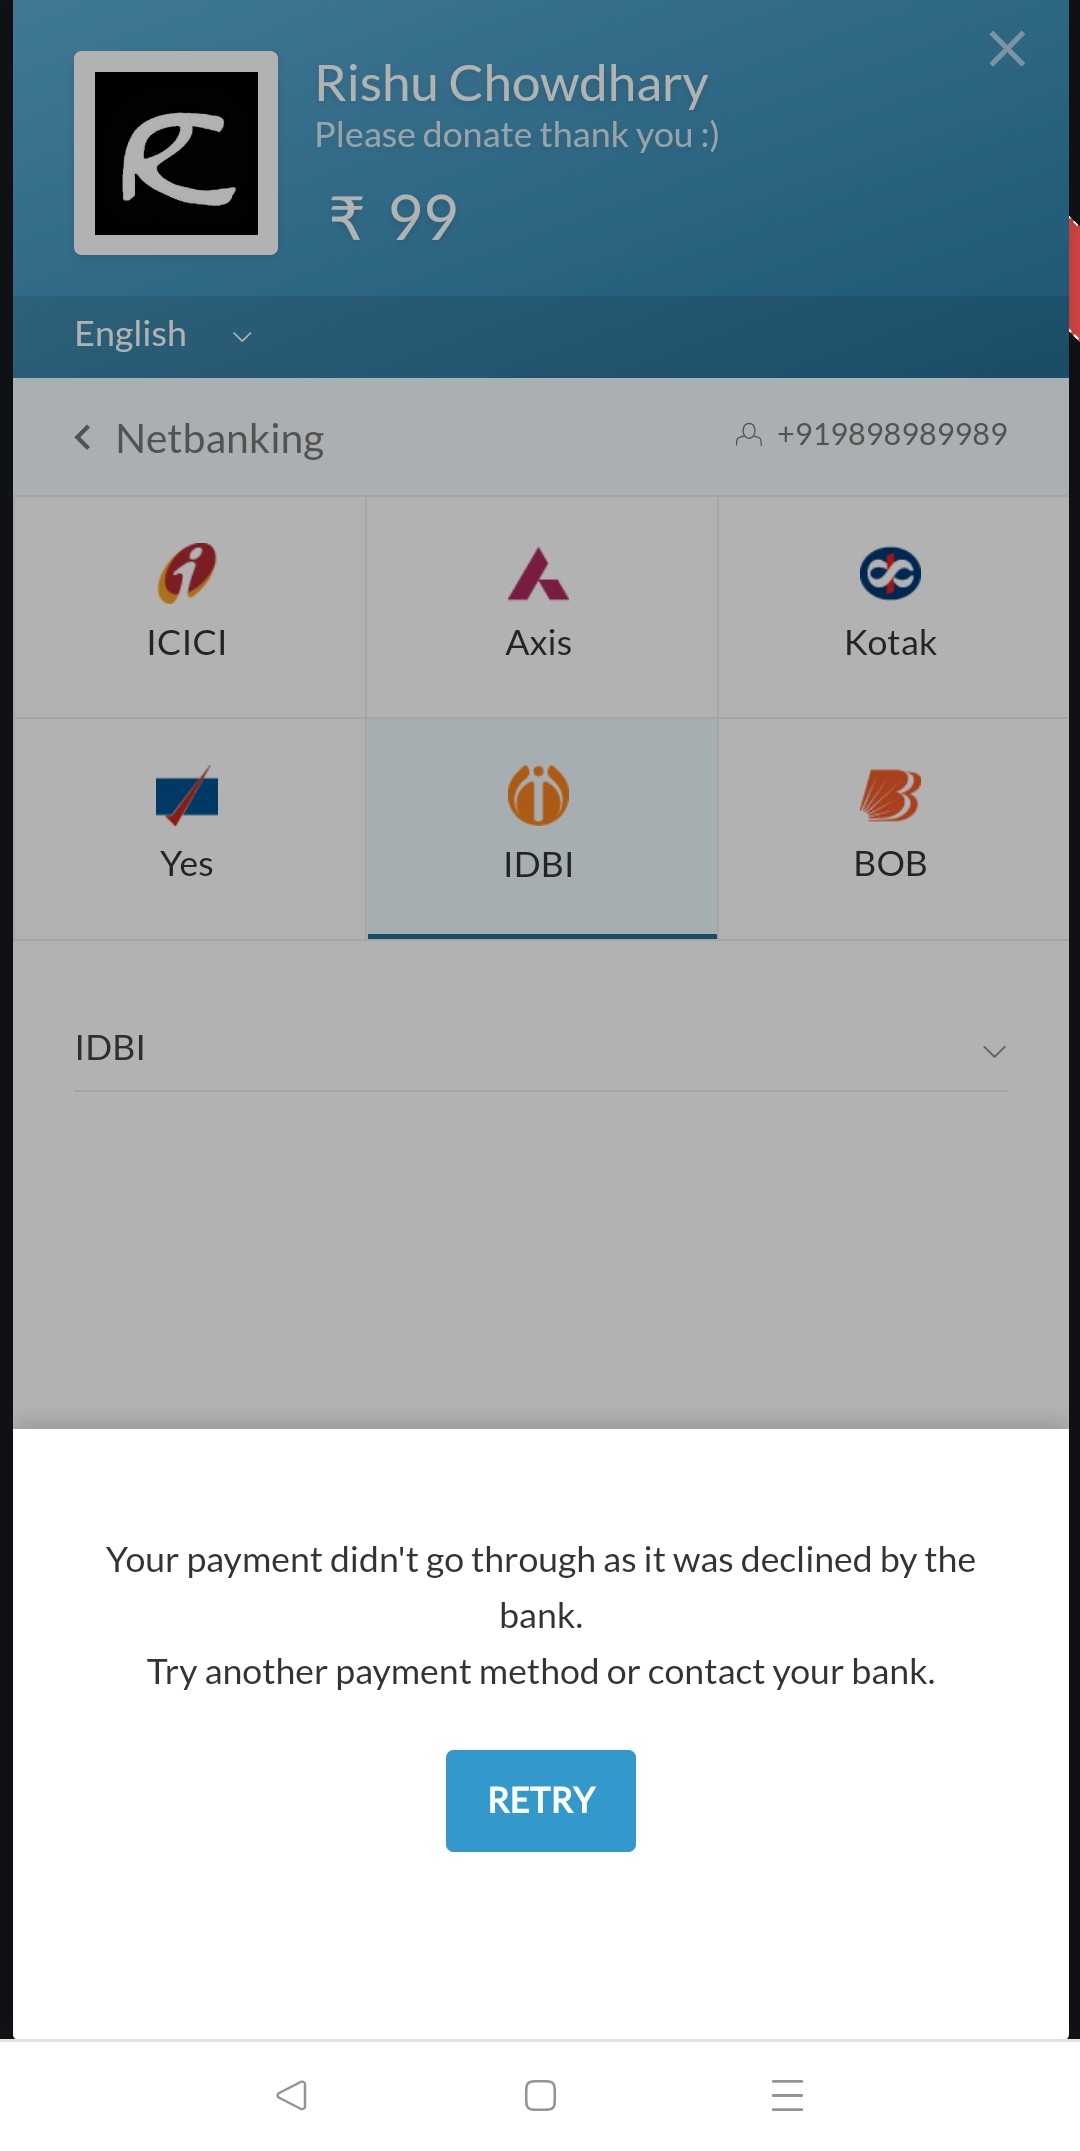 Rishu Chowdhary
Please donate thank you :)
₹ 99
English
Netbanking
+919898989989
ICICI
Axis
Kotak
Yes
IDBI
BOB
IDBI
Your payment didn't go through as it was declined by the
bank.
Try another payment method or contact your bank.
RETRY